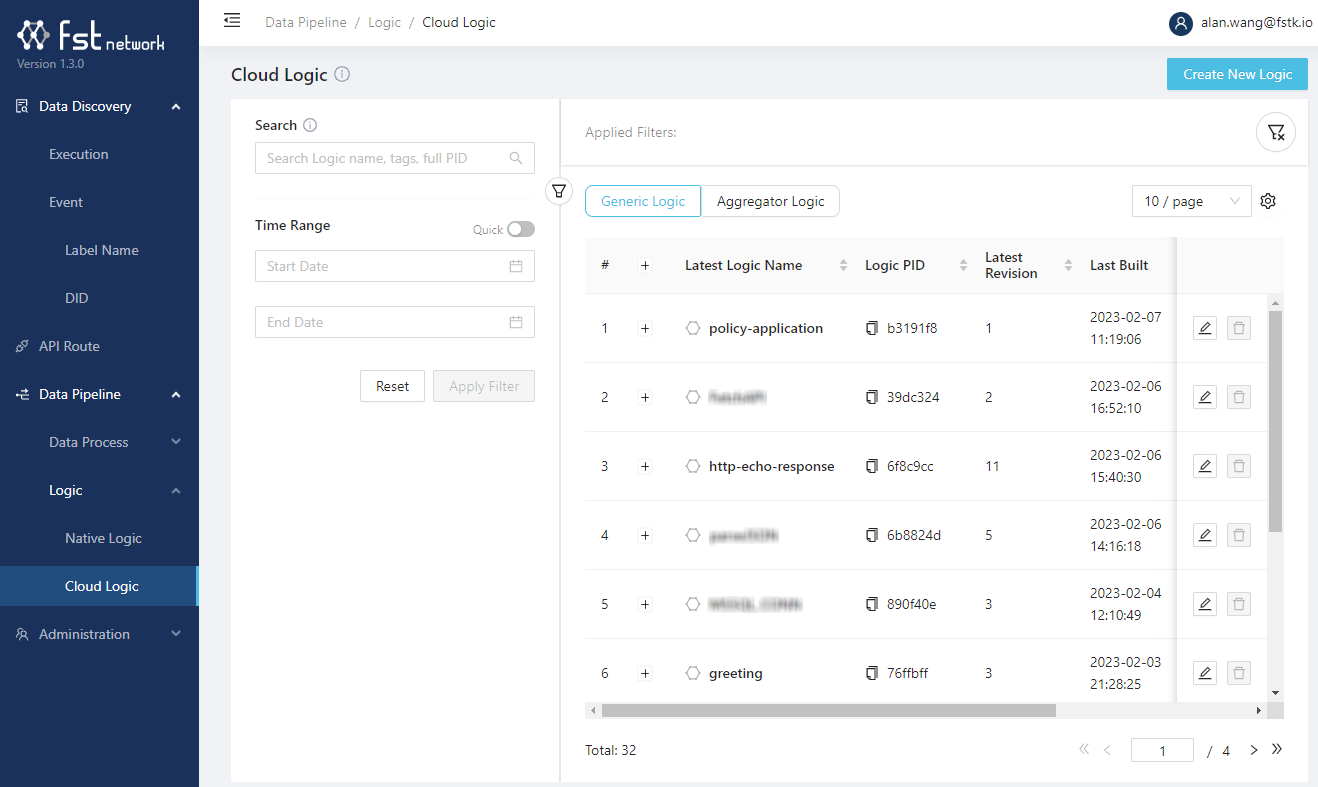 fst network
Version 1.3.0
Data Discovery
Execution
Event
Label Name
DID
API Route
Data Pipeline
Data Process
Logic
Native Logic
Cloud Logic
Administration
Data Pipeline / Logic / Cloud Logic
alan.wang@fstk.io
Cloud Logic
Create New Logic
Search
Search Logic name, tags, full PID
Time Range
Quick
Start Date
End Date
Reset
Apply Filter
Applied Filters:
Generic Logic
Aggregator Logic
10 / page
# + Latest Logic Name Logic PID Latest Revision Last Built
1 + policy-application b3191f8 1 2023-02-07 11:19:06
2 + 39dc324 2 2023-02-06 16:52:10
3 + http-echo-response 6f8c9cc 11 2023-02-06 15:40:30
4 + 6b8824d 5 2023-02-06 14:16:18
5 + 890f40e 3 2023-02-04 12:10:49
6 + greeting 76ffbff 3 2023-02-03 21:28:25
Total: 32
1 / 4